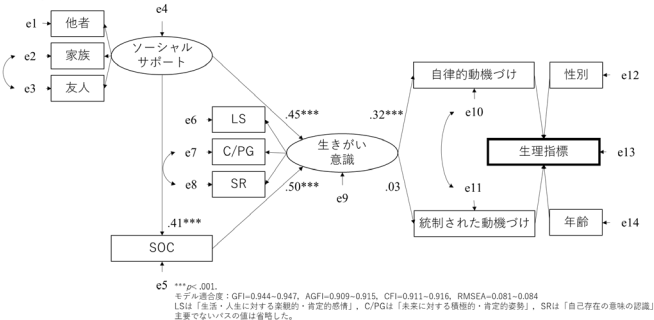 e1
他者
e2
家族
e3
友人
e4
ソーシャル
サポート
e6
LS
e7
C/PG
e8
SR
.45***
.50***
.41***
SOC
e5
生きがい
意識
e9
.32***
.03
自律的動機づけ
e10
e11
統制された動機づけ
性別
e12
生理指標
e13
年齢
e14
***p< .001.
モデル適合度：GFI=0.944~0.947，AGFI=0.909~0.915，CFI=0.911~0.916，RMSEA=0.081~0.084
LSは「生活・人生に対する楽観的・肯定的感情」，C/PGは「未来に対する積極的・肯定的姿勢」，SRは「自己存在の意味の認識」
主要でないパスの値は省略した。